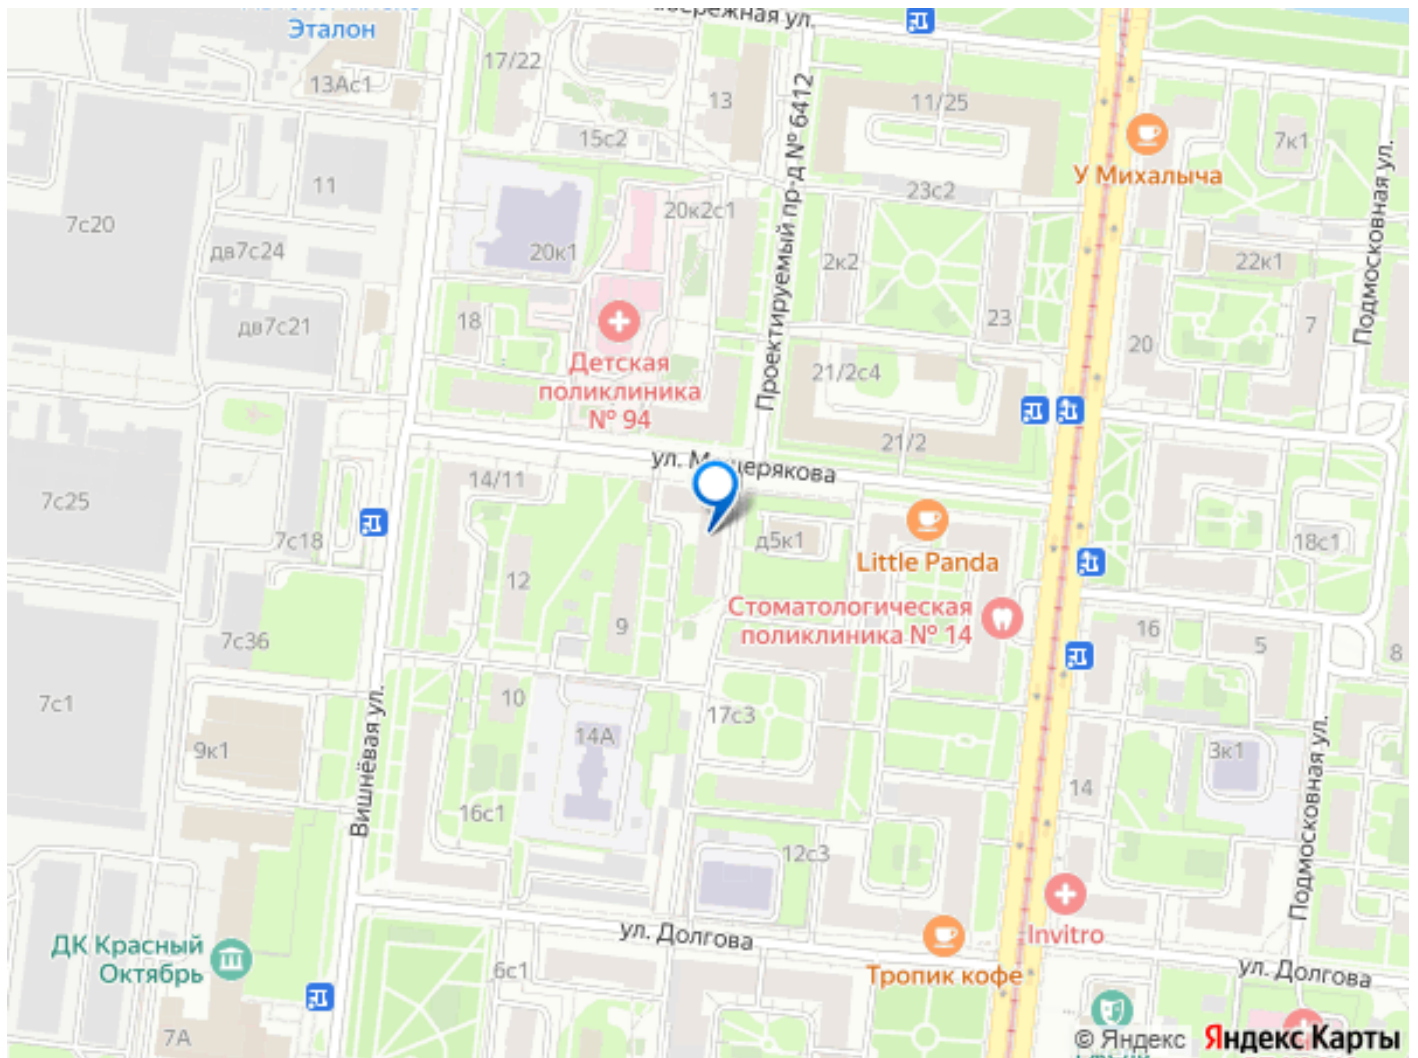 Эталон
ул.
17/22
13Ас1
13
11/25
Проектируемый пр-д № 6412
15с2
7к1
У Михалыча
Подмосковная ул.
11
23с2
7с20
20к2с1
дв7с24
20к1
2к2
22к1
18
23
7
дв7с21
20
Детская
поликлиника
№ 94
21/2с4
21/2
ул. М
ерякова
14/11
7с25
7с18
д5к1
Little Panda
18с1
12
9
Стоматологическая
поликлиника № 14
16
5
8
7с36
10
17с3
7с1
14А
9к1
3к1
Вишнёвая ул.
14
16с1
Подмосковная ул.
12с3
ул. Долгова
Invitro
ДК Красный
Октябрь
6с1
Тропик кофе
ул. Долгова
7А
© Яндекс Яндекс Карты